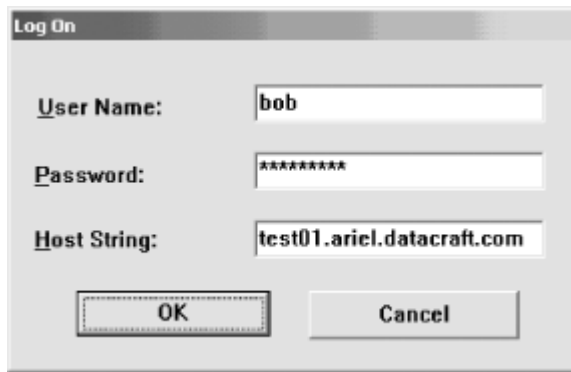 Log On
User Name: bob
Password: *********
Host String: test01.ariel.datacraft.com
OK Cancel